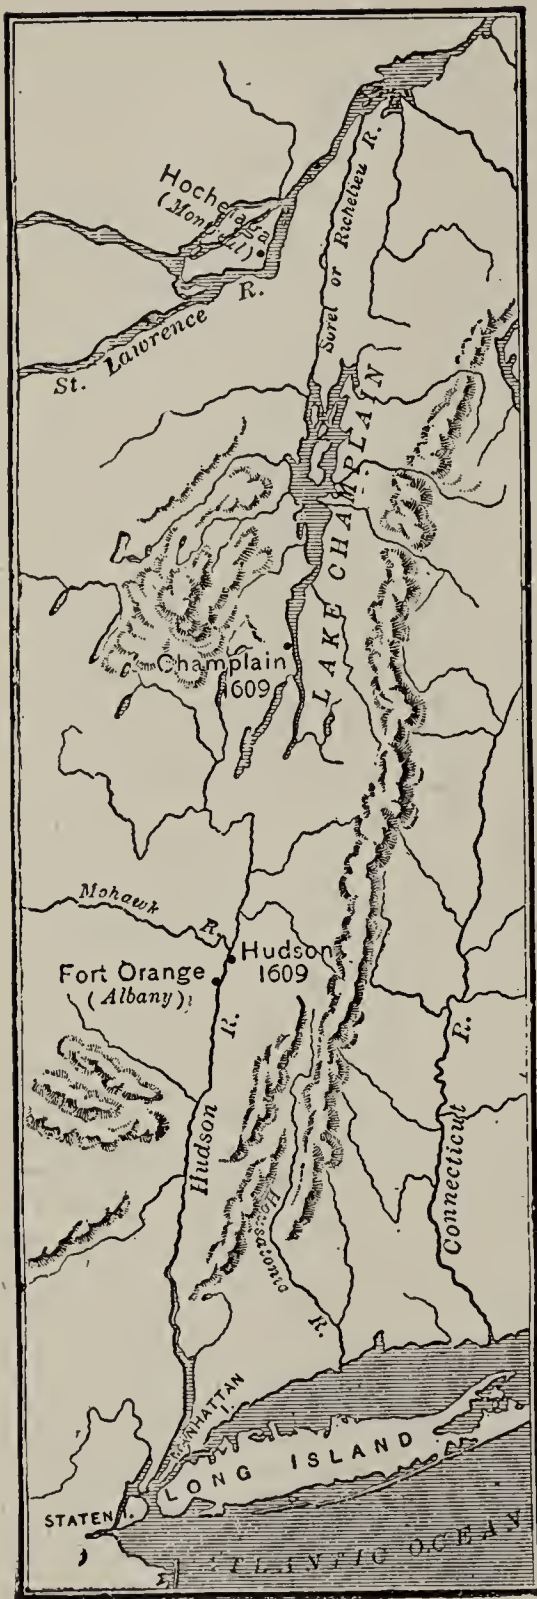 Hochelaga
(Montreal)
St. Lawrence R.
Sorel or Richelieu R.
LAKE CHAMPLAIN
Champlain
1609
Mohawk R.
Hudson
1609
Fort Orange
(Albany)
Hudson R.
Connecticut R.
Housatonic R.
MANHATTAN I.
LONG ISLAND
STATEN I.
ATLANTIC OCEAN